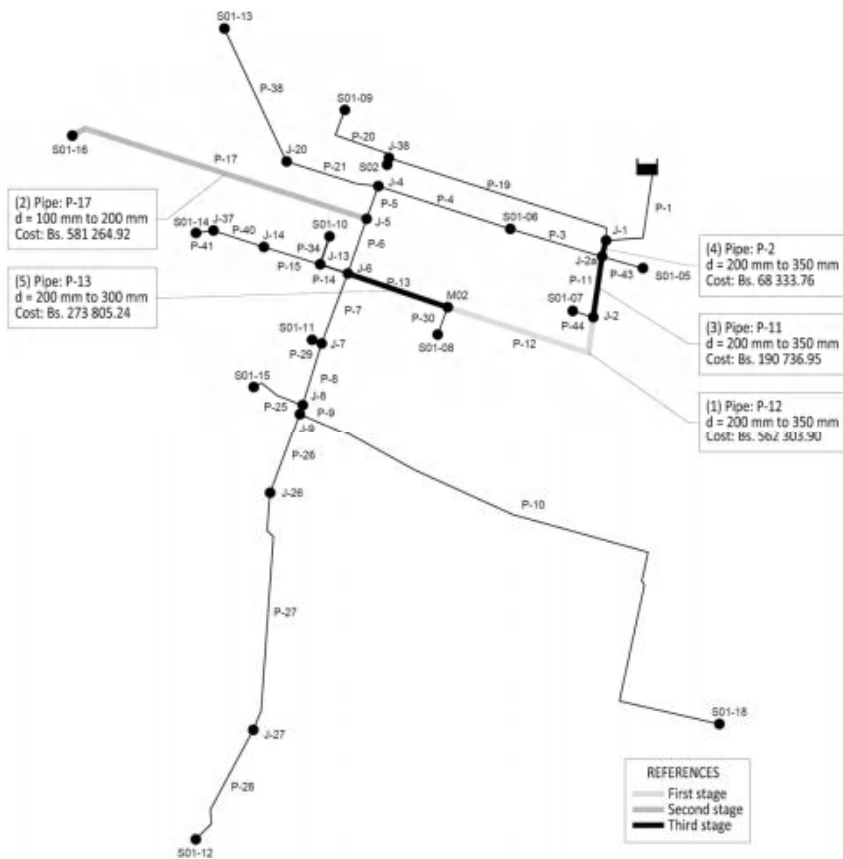 S01-13
P-38
S01-09
P-20
J-38
S02
J-20
P-21
S01-16
P-17
J-4
P-19
P-1
P-5
P-4
S01-06
J-5
P-3
J-1
(2) Pipe: P-17
d = 100 mm to 200 mm
Cost: Bs. 581 264.92
S01-14
J-37
P-40
P-41
J-14
S01-10
P-34
J-13
P-15
P-14
P-6
J-6
P-13
J-2a
P-43
S01-05
P-11
(4) Pipe: P-2
d = 200 mm to 350 mm
Cost: Bs. 68 333.76
(5) Pipe: P-13
d = 200 mm to 300 mm
Cost: Bs. 273 805.24
M02
P-30
S01-08
P-7
S01-07
P-44
J-2
P-12
(3) Pipe: P-11
d = 200 mm to 350 mm
Cost: Bs. 190 736.95
S01-11
P-29
J-7
P-8
S01-15
P-25
J-8
P-9
J-9
(1) Pipe: P-12
d = 200 mm to 350 mm
Cost: Bs. 562 303.90
P-26
J-26
P-10
P-27
J-27
S01-18
P-28
S01-12
REFERENCES
First stage
Second stage
Third stage